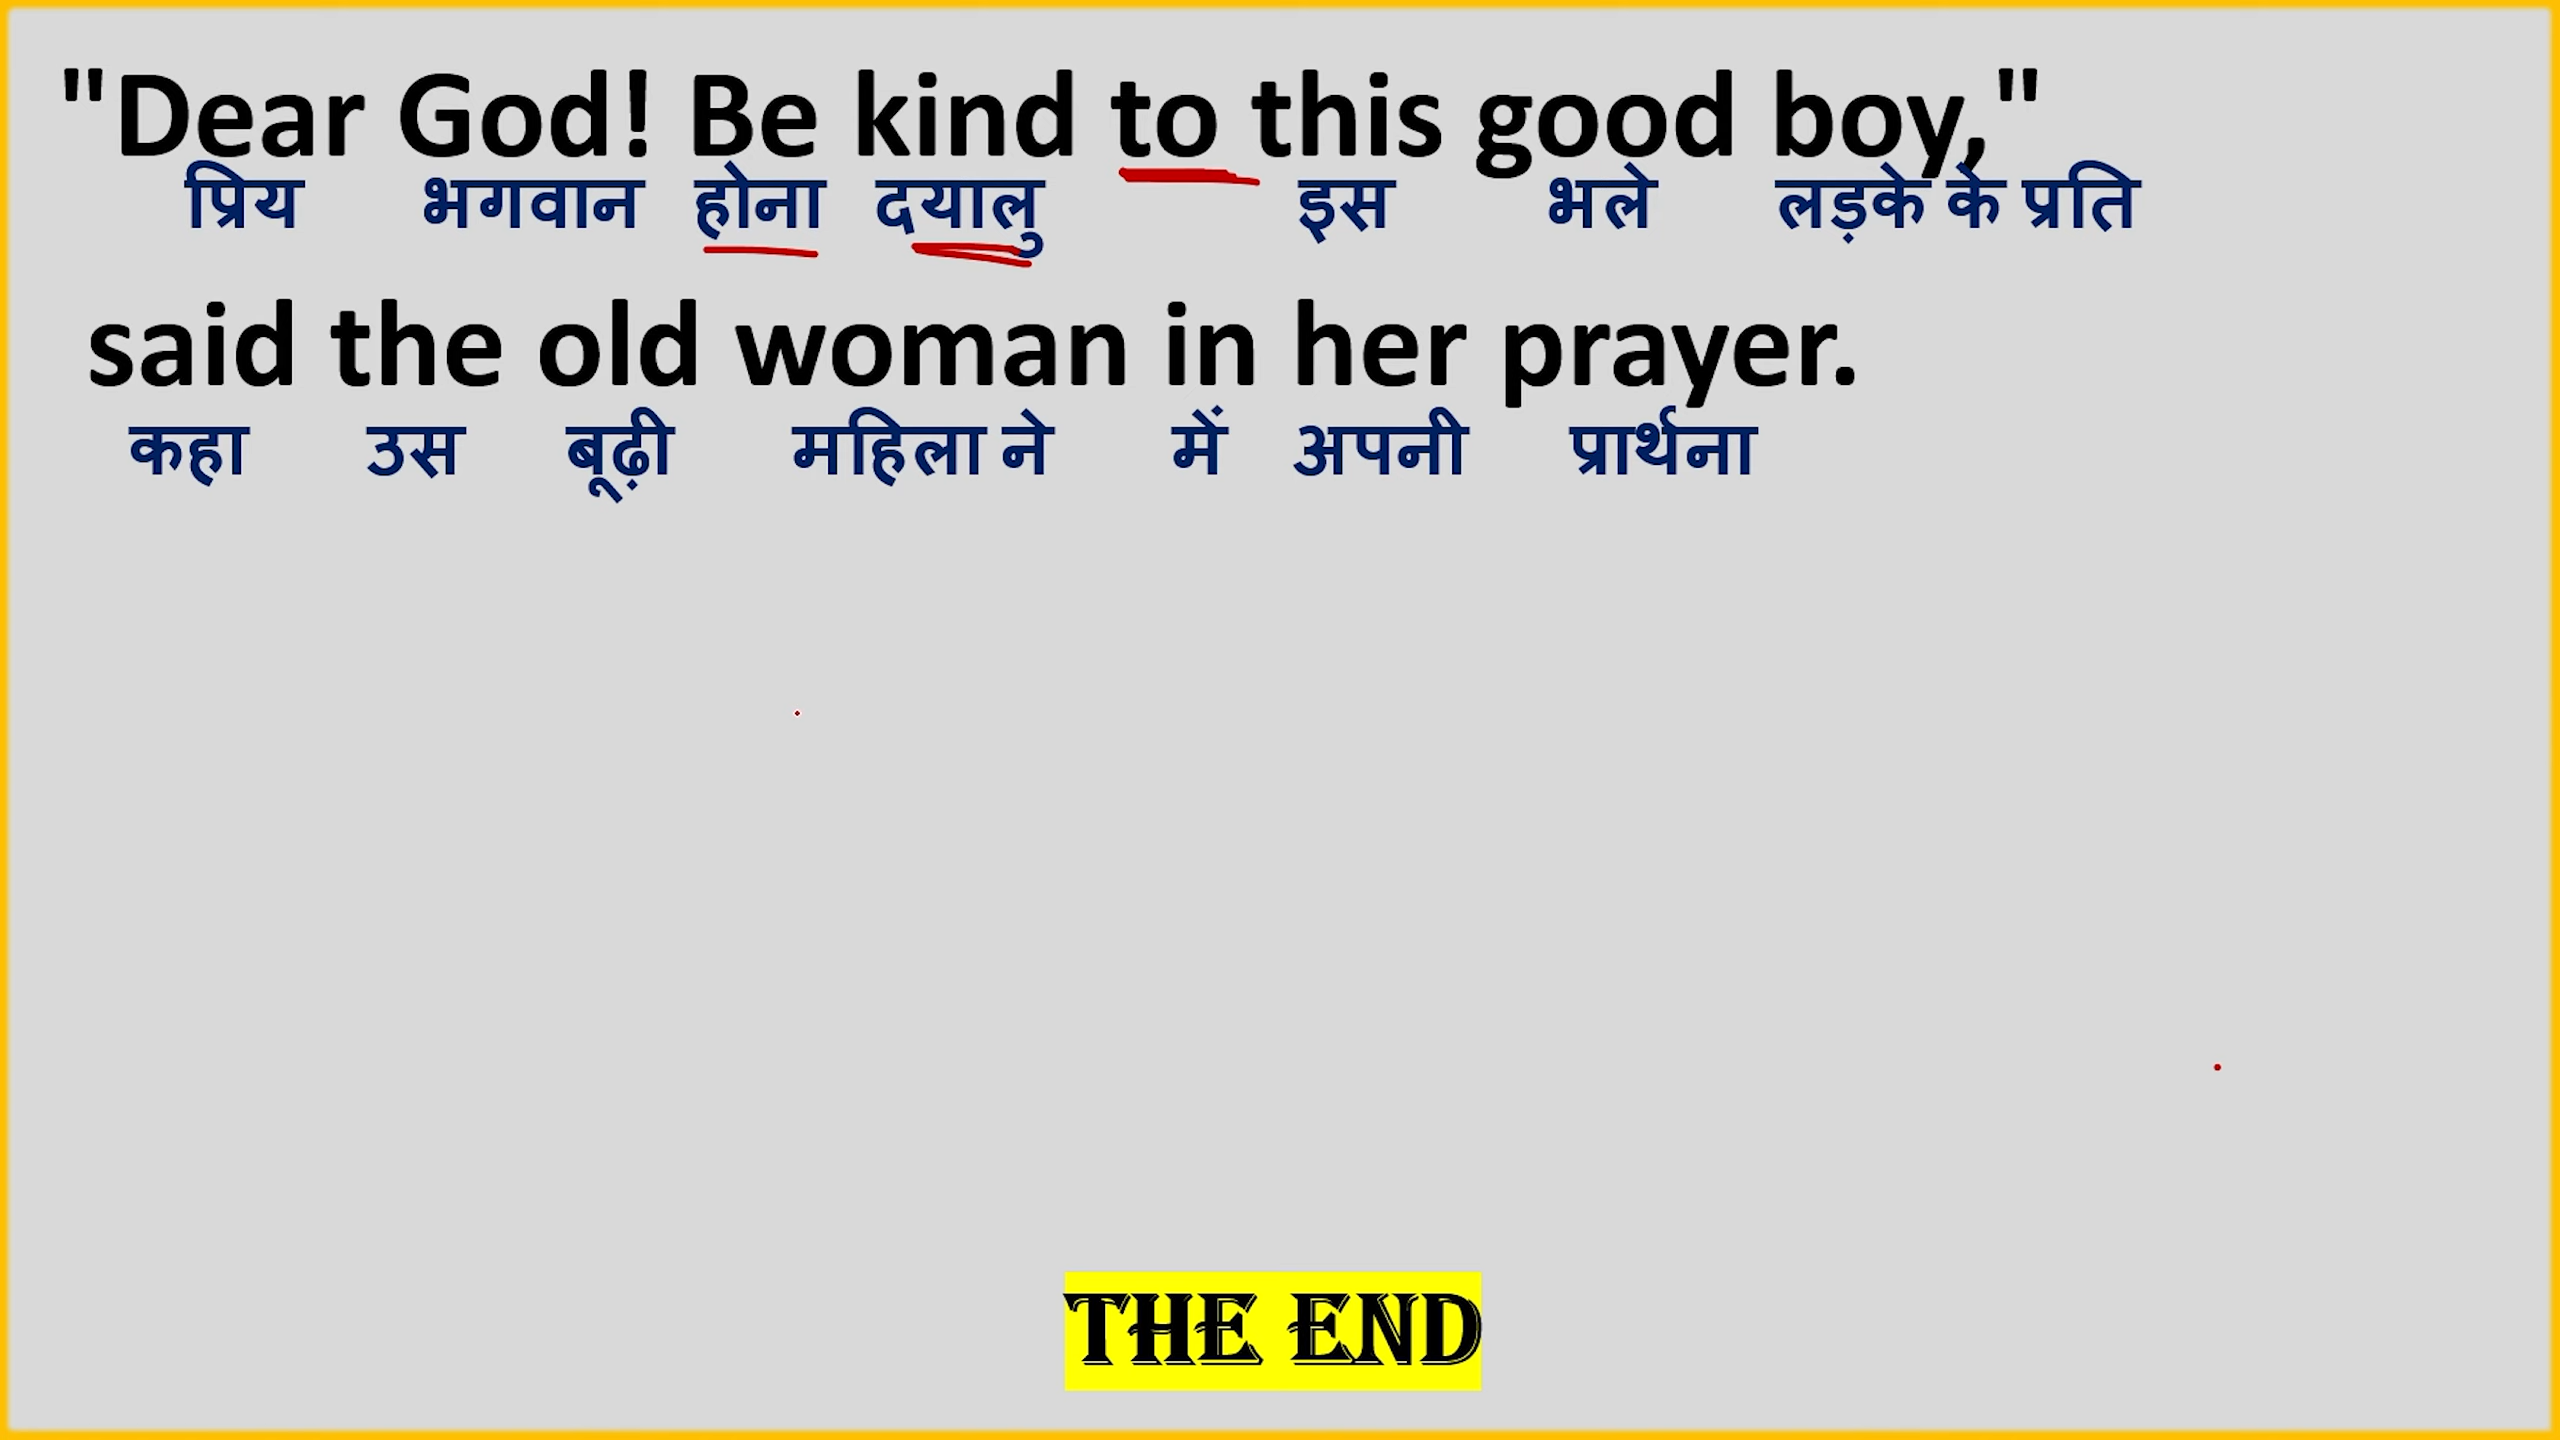 "Dear God! Be kind to this good boy,"
प्रिय भगवान होना दयालु इस भले लड़के के प्रति
said the old woman in her prayer.
कहा उस बूढ़ी महिला ने में अपनी प्रार्थना
THE END